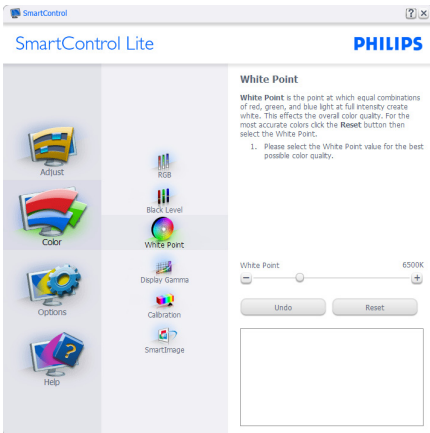 SmartControl
?
SmartControl Lite
PHILIPS
Adjust
Color
Options
?
Help
RGB
Black Level
White Point
Display Gamma
Calibration
SmartImage
White Point
White Point is the point at which equal combinations
of red, green, and blue light at full intensity create
white. This effects the overall color quality. For the
most accurate colors click the Reset button then
select the White Point.
1. Please select the White Point value for the best
possible color quality.
White Point 6500K
Undo Reset